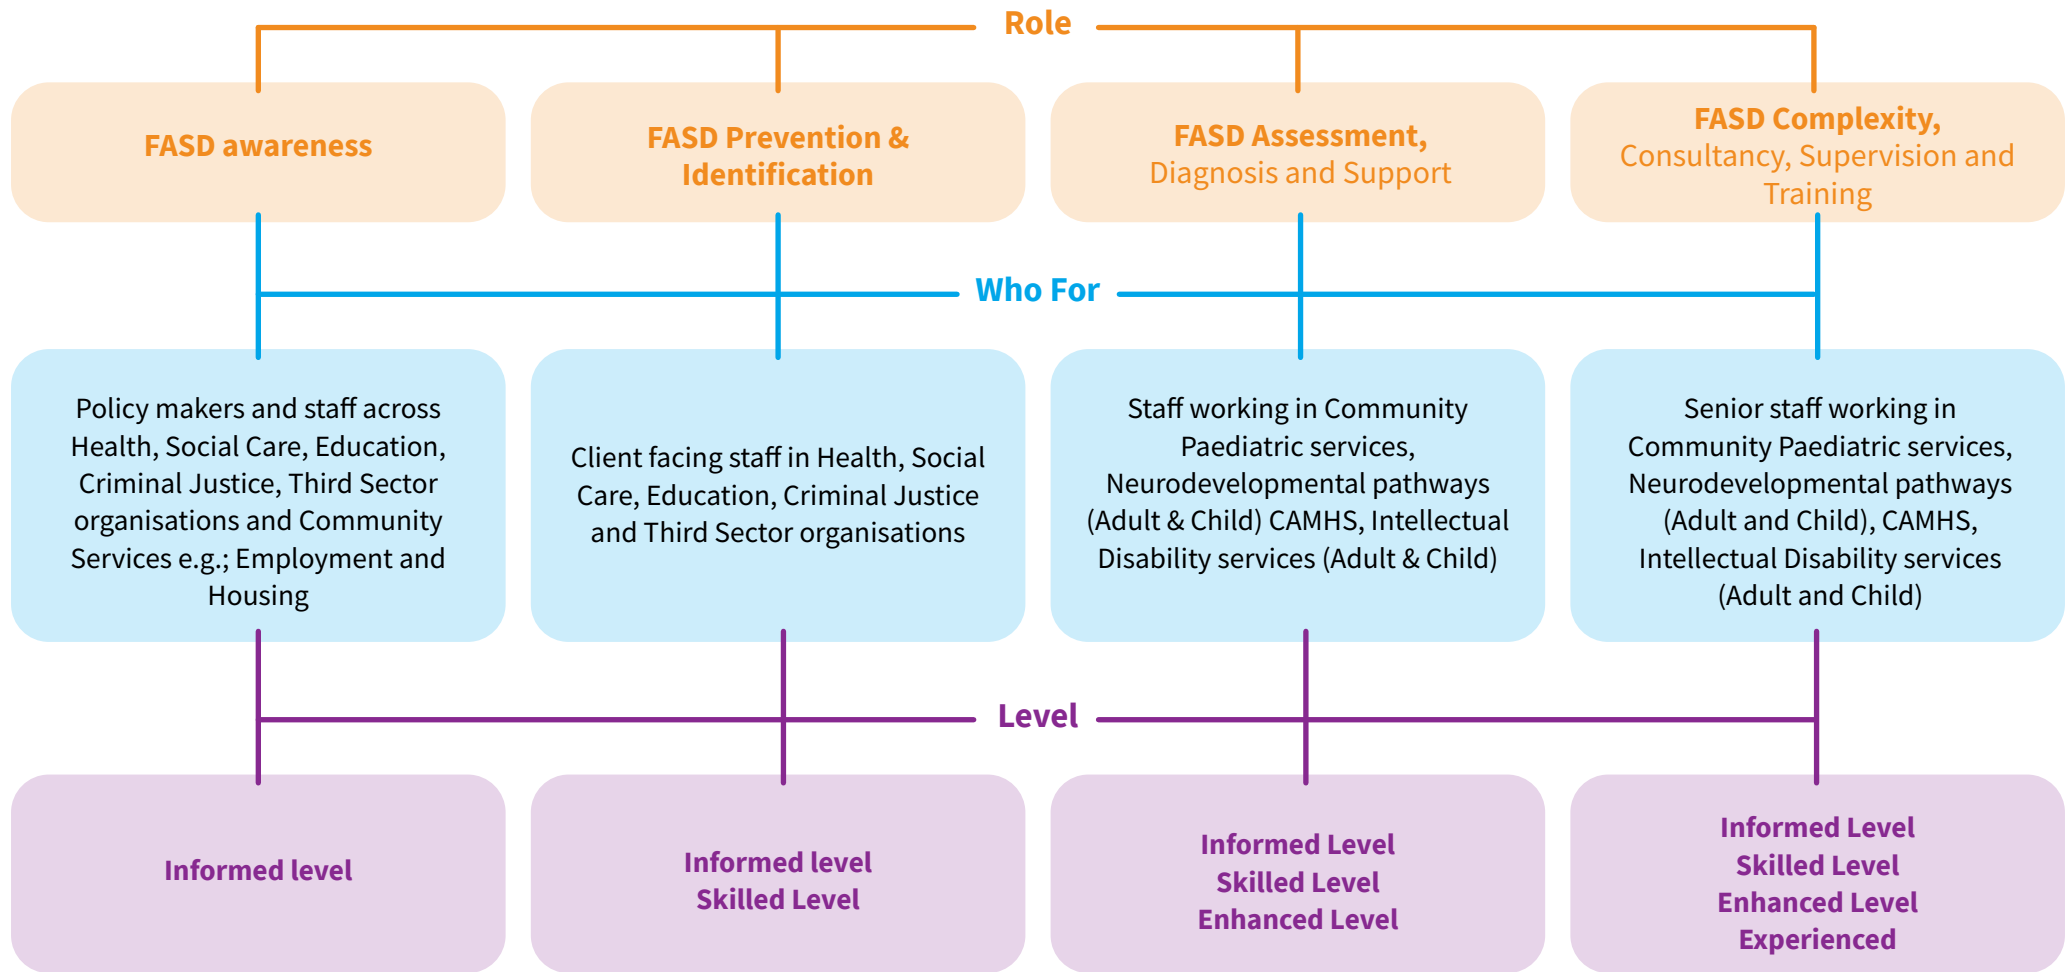 Role
FASD awareness
FASD Prevention &
Identification
FASD Assessment,
Diagnosis and Support
FASD Complexity,
Consultancy, Supervision and
Training
Who For
Policy makers and staff across
Health, Social Care, Education,
Criminal Justice, Third Sector
organisations and Community
Services e.g.; Employment and
Housing
Client facing staff in Health, Social
Care, Education, Criminal Justice
and Third Sector organisations
Staff working in Community
Paediatric services,
Neurodevelopmental pathways
(Adult & Child) CAMHS, Intellectual
Disability services (Adult & Child)
Senior staff working in
Community Paediatric services,
Neurodevelopmental pathways
(Adult and Child), CAMHS,
Intellectual Disability services
(Adult and Child)
Level
Informed level
Informed level
Skilled Level
Informed Level
Skilled Level
Enhanced Level
Informed Level
Skilled Level
Enhanced Level
Experienced